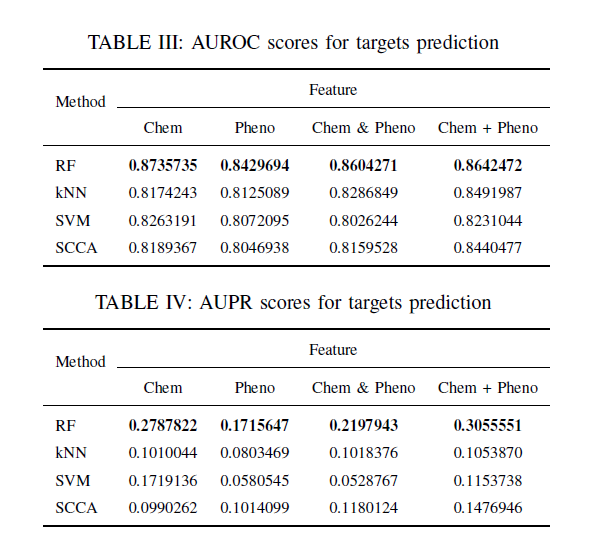 TABLE III: AUROC scores for targets prediction
Method
Feature
Chem Pheno Chem & Pheno Chem + Pheno
RF 0.8735735 0.8429694 0.8604271 0.8642472
kNN 0.8174243 0.8125089 0.8286849 0.8491987
SVM 0.8263191 0.8072095 0.8026244 0.8231044
SCCA 0.8189367 0.8046938 0.8159528 0.8440477
TABLE IV: AUPR scores for targets prediction
Method
Feature
Chem Pheno Chem & Pheno Chem + Pheno
RF 0.2787822 0.1715647 0.2197943 0.3055551
kNN 0.1010044 0.0803469 0.1018376 0.1053870
SVM 0.1719136 0.0580545 0.0528767 0.1153738
SCCA 0.0990262 0.1014099 0.1180124 0.1476946